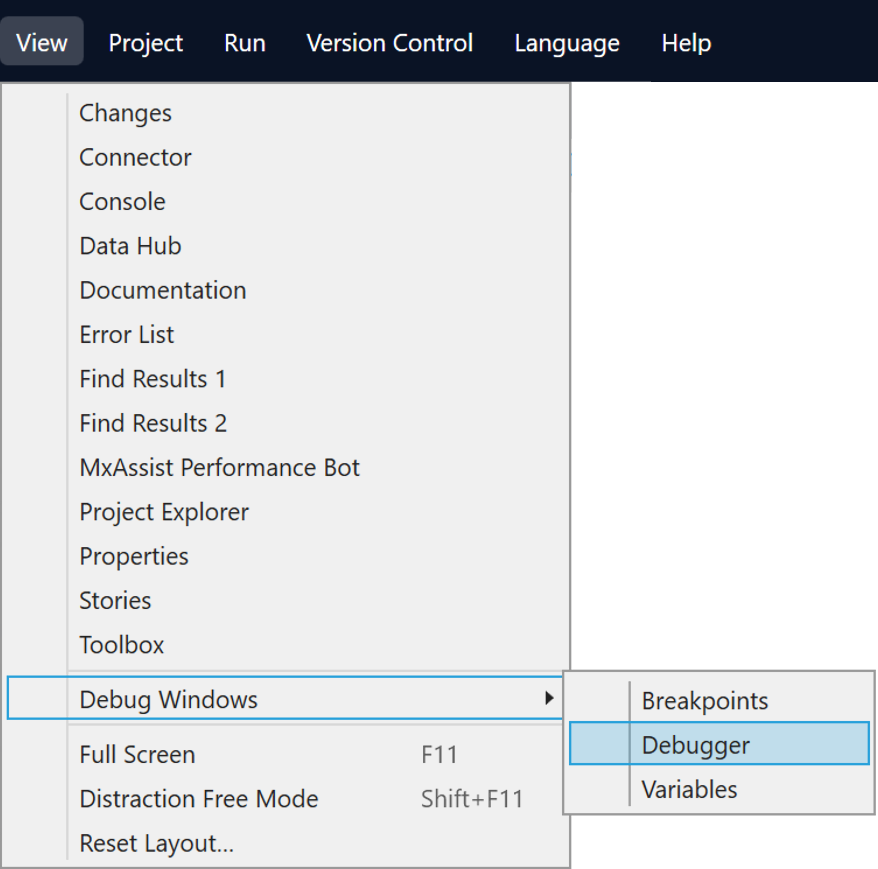 View Project Run Version Control Language Help
Changes
Connector
Console
Data Hub
Documentation
Error List
Find Results 1
Find Results 2
MxAssist Performance Bot
Project Explorer
Properties
Stories
Toolbox
Debug Windows
Breakpoints
Debugger
Variables
Full Screen F11
Distraction Free Mode Shift+F11
Reset Layout...